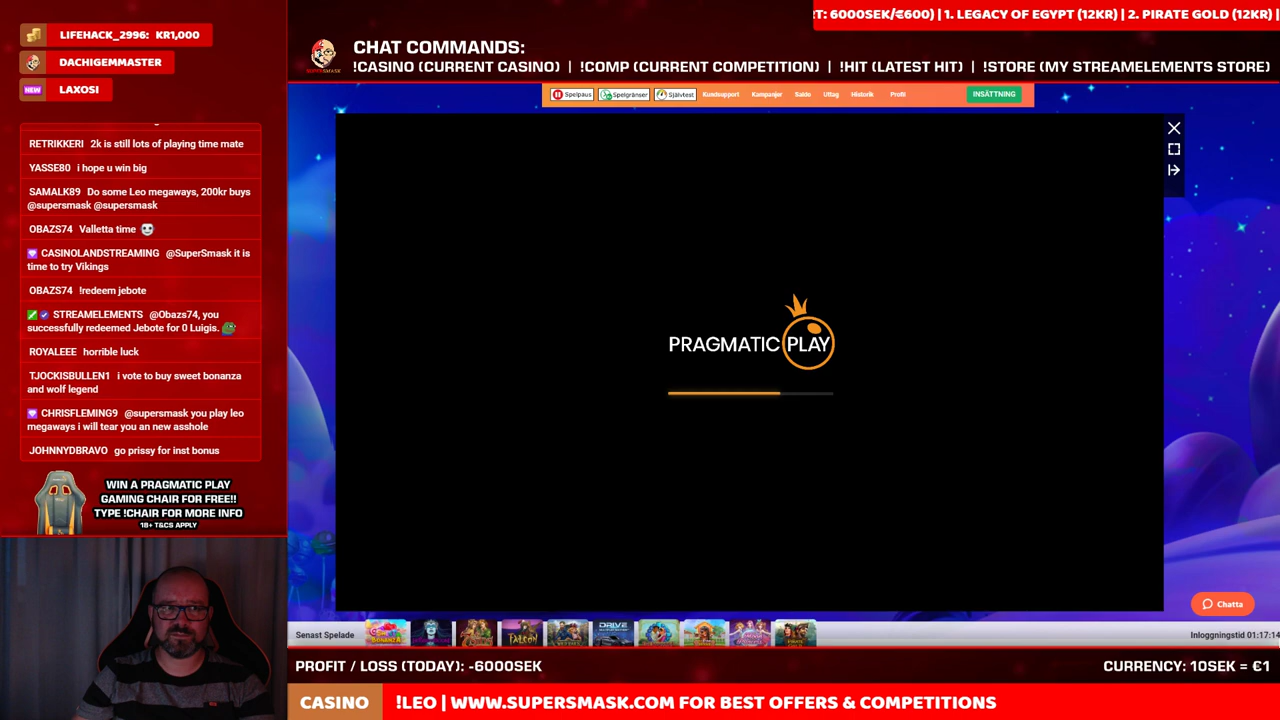 LIFEHACK_2996: KR1,000
DACHIGEMMASTER
NEW
LAXOSI
RETRIKKERI 2k is still lots of playing time mate
YASSE80 i hope u win big
SAMALK89 Do some Leo megaways, 200kr buys
@supersmask @supersmask
OBAZS74 Valletta time
CASINOLANDSTREAMING @SuperSmask it is
time to try Vikings
OBAZS74 !redeem jebote
STREAMELEMENTS @Obazs74, you
successfully redeemed Jebote for 0 Luigis.
ROYALEEE horrible luck
TJOCKISBULLEN1 i vote to buy sweet bonanza
and wolf legend
CHRISFLEMING9 @supersmask you play leo
megaways i will tear you an new asshole
JOHNNYDBRAVO go prissy for inst bonus
WIN A PRAGMATIC PLAY
GAMING CHAIR FOR FREE!!
TYPE !CHAIR FOR MORE INFO
18+ T&CS APPLY
RT: 6000SEK/€600) | 1. LEGACY OF EGYPT (12KR) | 2. PIRATE GOLD (12KR) |
CHAT COMMANDS:
!CASINO (CURRENT CASINO) | !COMP (CURRENT COMPETITION) | !HIT (LATEST HIT) | !STORE (MY STREAMELEMENTS STORE)
Spelpaus Spelgränser Självtest Kundsupport Kampanjer Saldo Uttag Historik Profil INSÄTTNING
PRAGMATIC PLAY
Chatta
Senast Spelade
Inloggningstid 01:17:14
PROFIT / LOSS (TODAY): -6000SEK
CURRENCY: 10SEK = €1
CASINO
!LEO | WWW.SUPERSMASK.COM FOR BEST OFFERS & COMPETITIONS